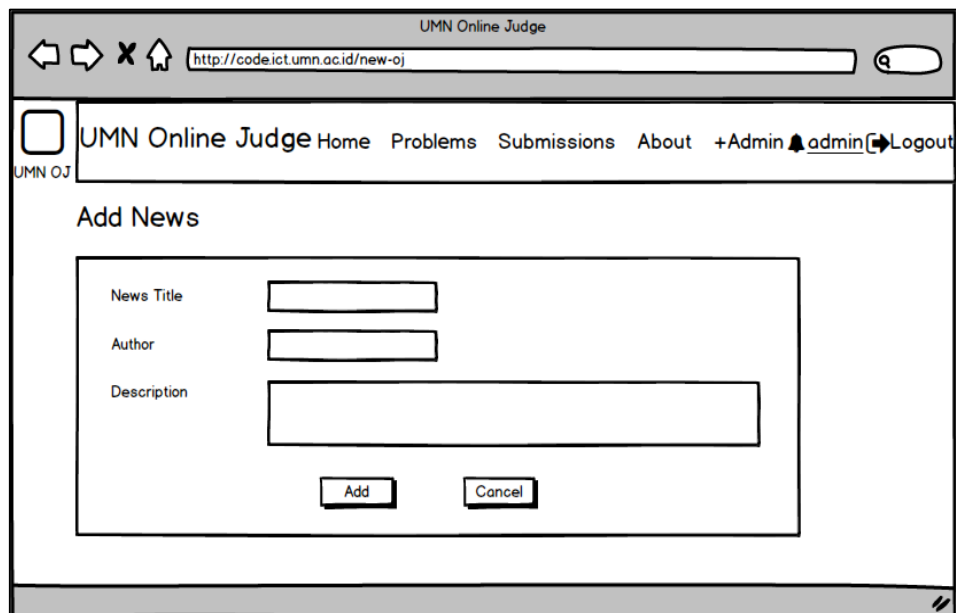 UMN Online Judge
http://code.ict.umn.ac.id/new-oj
UMN Online Judge Home Problems Submissions About +Admin admin Logout
UMN OJ
Add News
News Title
Author
Description
Add Cancel